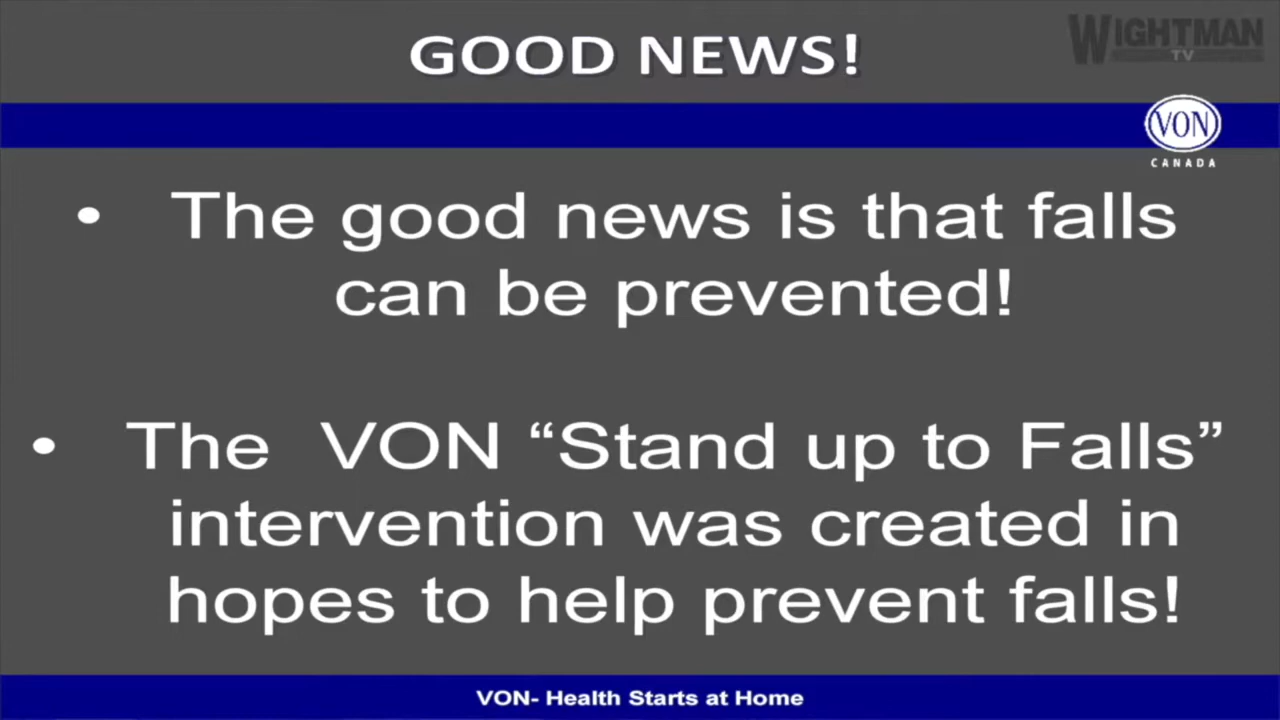 GOOD NEWS!
WIGHTMAN
TV
VON
CANADA
• The good news is that falls
can be prevented!
• The VON “Stand up to Falls”
intervention was created in
hopes to help prevent falls!
VON- Health Starts at Home